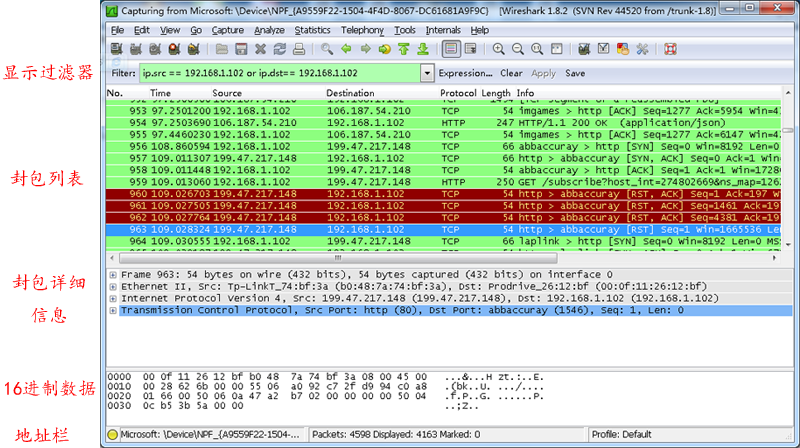 Capturing from Microsoft: \Device\NPF_{A9559F22-1504-4F4D-8067-DC61681A9F9C} [Wireshark 1.8.2 (SVN Rev 44520 from /trunk-1.8)]
File Edit View Go Capture Analyze Statistics Telephony Tools Internals Help
显示过滤器
Filter: ip.src == 192.168.1.102 or ip.dst== 192.168.1.102 Expression... Clear Apply Save
No. Time Source Destination Protocol Length Info
953 97.2501200 192.168.1.102 106.187.54.210 TCP 54 imgames > http [ACK] Seq=1277 Ack=5954 Win=
954 97.2503690 106.187.54.210 192.168.1.102 HTTP 247 HTTP/1.1 200 OK (application/json)
955 97.4460230 192.168.1.102 106.187.54.210 TCP 54 imgames > http [ACK] Seq=1277 Ack=6147 Win=
956 108.860594 192.168.1.102 199.47.217.148 TCP 66 abbaccuray > http [SYN] Seq=0 Win=8192 Len=0
957 109.011307 199.47.217.148 192.168.1.102 TCP 66 http > abbaccuray [SYN, ACK] Seq=0 Ack=1 Win
958 109.011448 192.168.1.102 199.47.217.148 TCP 54 abbaccuray > http [ACK] Seq=1 Ack=1 Win=1728
封包列表
959 109.013060 192.168.1.102 199.47.217.148 HTTP 250 GET /subscribe?host_int=274802669&ns_map=126
960 109.026703 199.47.217.148 192.168.1.102 TCP 54 http > abbaccuray [RST, ACK] Seq=1 Ack=197 W
961 109.027505 199.47.217.148 192.168.1.102 TCP 54 http > abbaccuray [RST, ACK] Seq=1461 Ack=19
962 109.027764 199.47.217.148 192.168.1.102 TCP 54 http > abbaccuray [RST, ACK] Seq=4381 Ack=19
963 109.028324 199.47.217.148 192.168.1.102 TCP 54 http > abbaccuray [RST] Seq=1 Win=1665536 Le
964 109.030555 192.168.1.102 199.47.217.148 TCP 66 laplink > http [SYN] Seq=0 Win=8192 Len=0 MS
封包详细
信息
Frame 963: 54 bytes on wire (432 bits), 54 bytes captured (432 bits) on interface 0
Ethernet II, Src: Tp-LinkT_74:bf:3a (b0:48:7a:74:bf:3a), Dst: Prodrive_26:12:bf (00:0f:11:26:12:bf)
Internet Protocol Version 4, Src: 199.47.217.148 (199.47.217.148), Dst: 192.168.1.102 (192.168.1.102)
Transmission Control Protocol, Src Port: http (80), Dst Port: abbaccuray (1546), Seq: 1, Len: 0
16进制数据
0000 00 0f 11 26 12 bf b0 48 7a 74 bf 3a 08 00 45 00 ...&...H zt.:..E.
0010 00 28 62 6b 00 00 55 06 a0 92 c7 2f d9 94 c0 a8 .(bk..U. .../....
0020 01 66 00 50 06 0a 47 a2 b7 02 00 00 00 00 50 04 .f.P..G. ......P.
0030 0c b5 3b 5a 00 00 ..;Z..
地址栏
Microsoft: \Device\NPF_{A9559F22-1504-4... Packets: 4598 Displayed: 4163 Marked: 0 Profile: Default